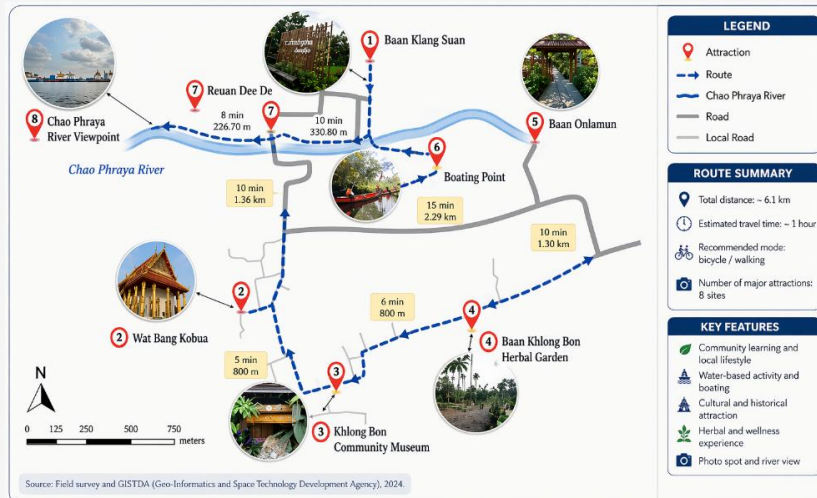 1
Baan Klang Suan
7
Reuan Dee De
7
8 min
226.70 m
10 min
330.80 m
8
Chao Phraya
River Viewpoint
Chao Phraya River
5
Baan Onlamun
6
Boating Point
10 min
1.36 km
15 min
2.29 km
10 min
1.30 km
2
2
Wat Bang Kobua
6 min
800 m
4
4
Baan Khlong Bon
Herbal Garden
5 min
800 m
3
3
Khlong Bon
Community Museum
N
0 125 250 500 750
meters
Source: Field survey and GISTDA (Geo-Informatics and Space Technology Development Agency), 2024.
LEGEND
Attraction
Route
Chao Phraya River
Road
Local Road
ROUTE SUMMARY
Total distance: ~ 6.1 km
Estimated travel time: ~ 1 hour
Recommended mode:
bicycle / walking
Number of major attractions:
8 sites
KEY FEATURES
Community learning and
local lifestyle
Water-based activity and
boating
Cultural and historical
attraction
Herbal and wellness
experience
Photo spot and river view